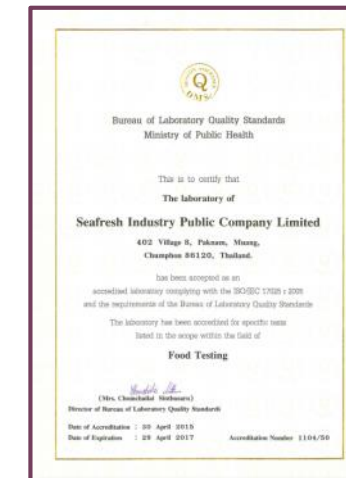 Q
DMSc
Bureau of Laboratory Quality Standards
Ministry of Public Health
This is to certify that
The laboratory of
Seafresh Industry Public Company Limited
402 Village 8, Paknam, Muang,
Chumphon 86120, Thailand.
has been accepted as an
accredited laboratory complying with the ISO/IEC 17025 : 2005
and the requirements of the Bureau of Laboratory Quality Standards
The laboratory has been accredited for specific tests
listed in the scope within the field of
Food Testing
(Mrs.
Director of Bureau of Laboratory Quality Standards
Date of Accreditation : 30 April 2015
Date of Expiration : 29 April 2017
Accreditation Number 1104/50